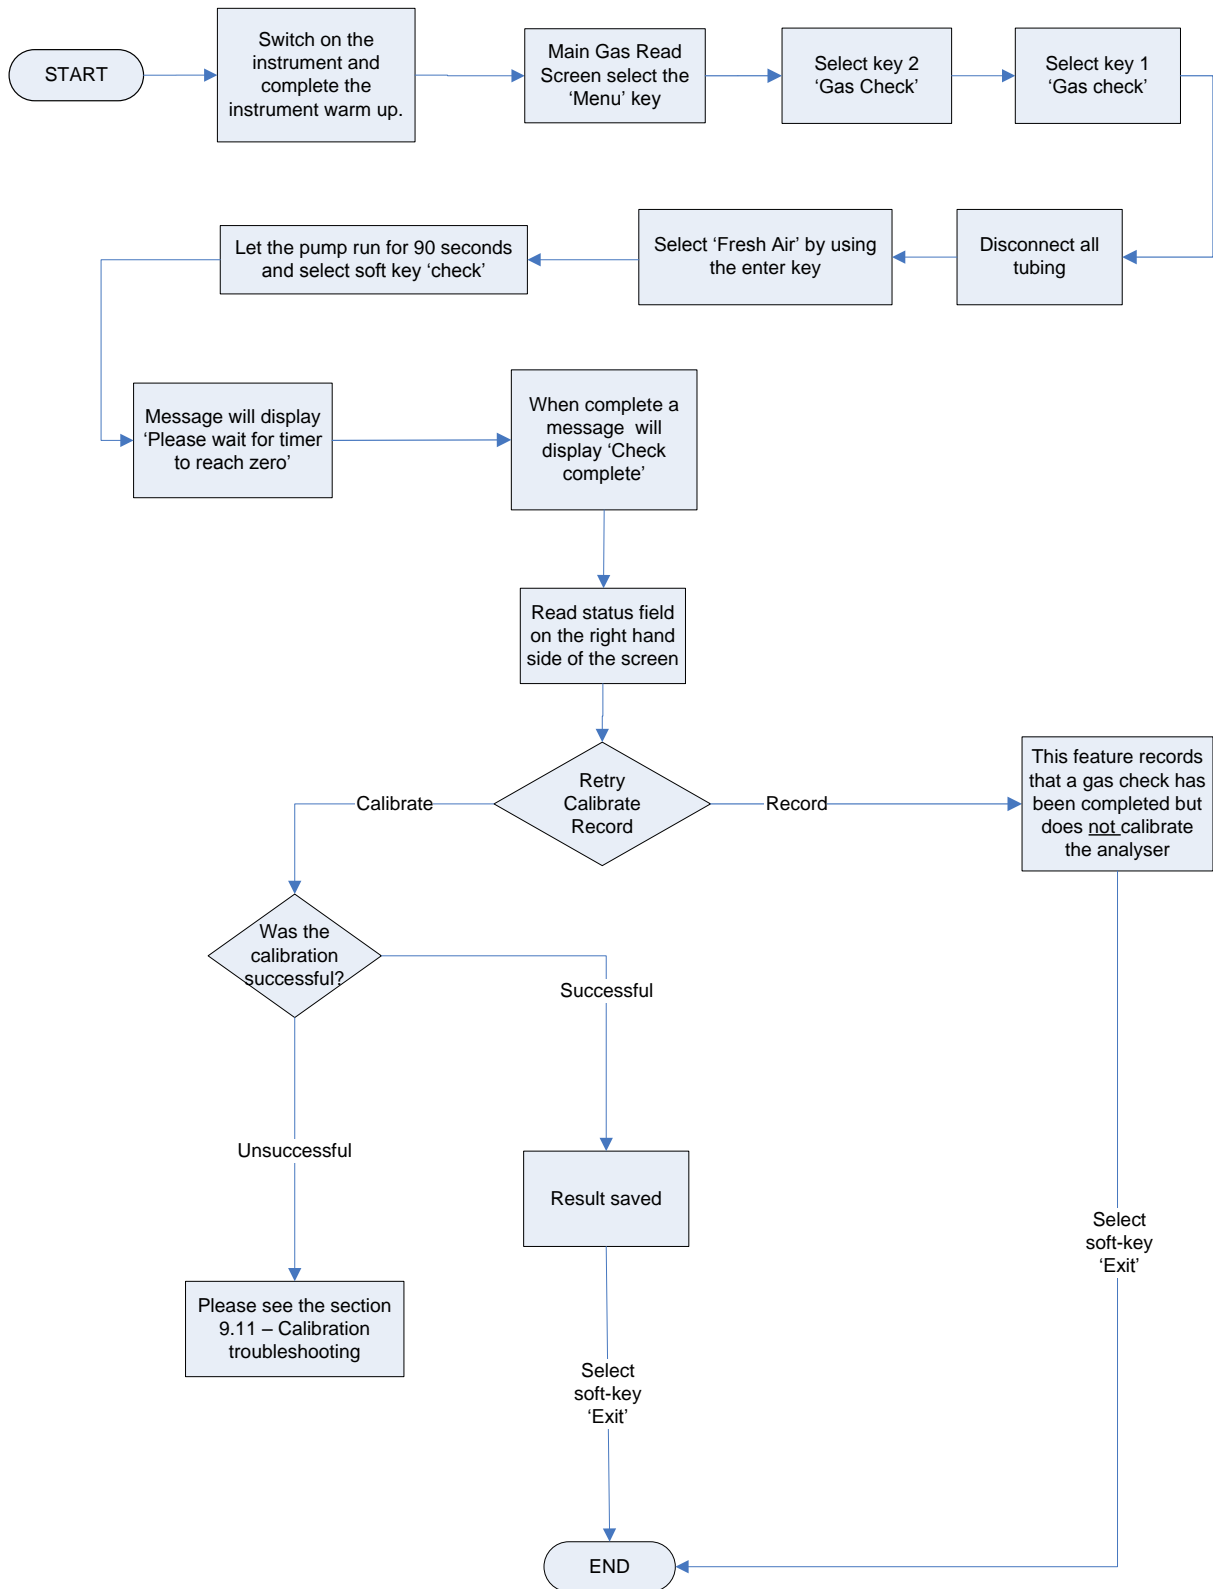 START
Switch on the
instrument and
complete the
instrument warm up.
Main Gas Read
Screen select the
‘Menu’ key
Select key 2
‘Gas Check’
Select key 1
‘Gas check’
Disconnect all
tubing
Select ‘Fresh Air’ by using
the enter key
Let the pump run for 90 seconds
and select soft key ‘check’
Message will display
‘Please wait for timer
to reach zero’
When complete a
message will
display ‘Check
complete’
Read status field
on the right hand
side of the screen
Retry
Calibrate
Record
Calibrate
Record
This feature records
that a gas check has
been completed but
does not calibrate
the analyser
Was the
calibration
successful?
Successful
Unsuccessful
Result saved
Please see the section
9.11 – Calibration
troubleshooting
Select
soft-key
‘Exit’
Select
soft-key
‘Exit’
END